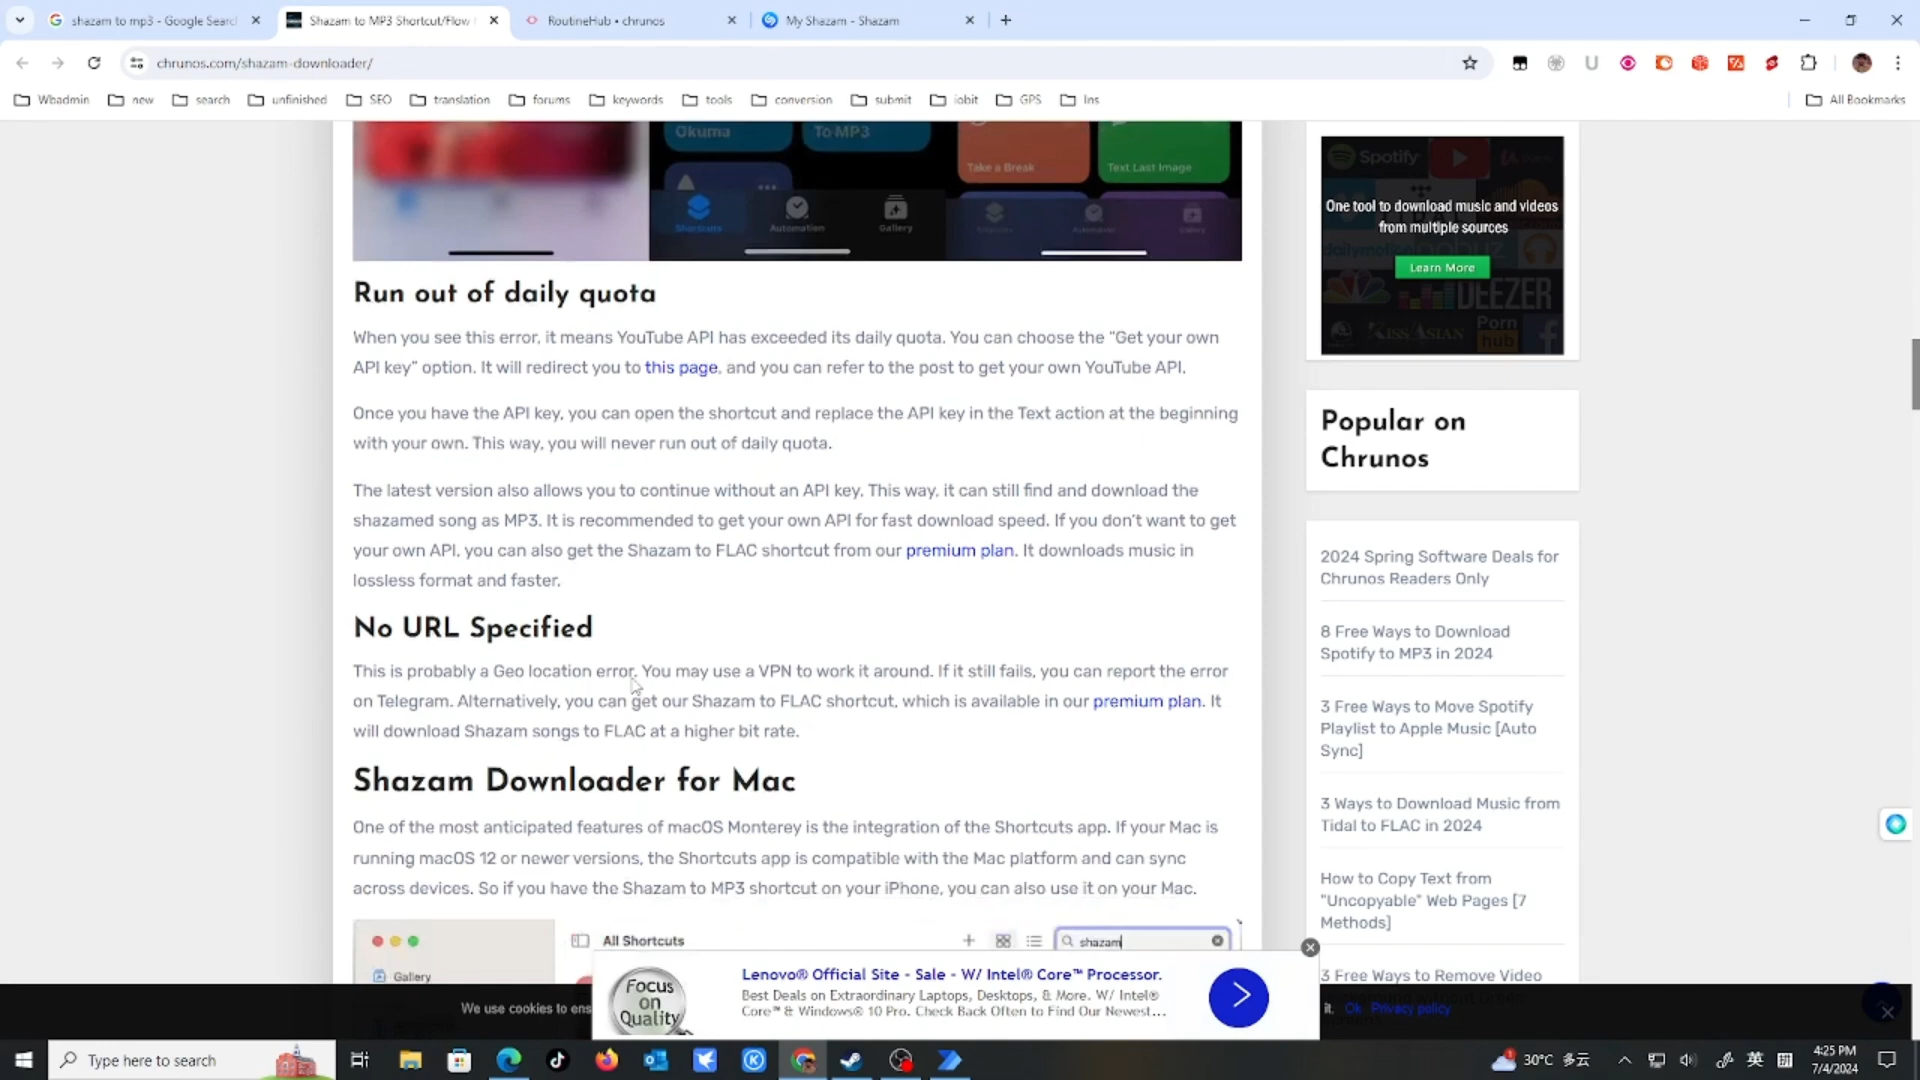 shazam to mp3 - Google Searc
Shazam to MP3 Shortcut/Flow
RoutineHub • chrunos
My Shazam - Shazam
chrunos.com/shazam-downloader/
Wbadmin
new
search
unfinished
SEO
translation
forums
keywords
tools
conversion
submit
iobit
GPS
Ins
All Bookmarks
Okuma
To MP3
Take a Break
Text Last Image
Shortcuts
Automation
Gallery
Run out of daily quota
When you see this error, it means YouTube API has exceeded its daily quota. You can choose the "Get your own
API key" option. It will redirect you to this page, and you can refer to the post to get your own YouTube API.
Once you have the API key, you can open the shortcut and replace the API key in the Text action at the beginning
with your own. This way, you will never run out of daily quota.
The latest version also allows you to continue without an API key. This way, it can still find and download the
shazamed song as MP3. It is recommended to get your own API for fast download speed. If you don't want to get
your own API, you can also get the Shazam to FLAC shortcut from our premium plan. It downloads music in
lossless format and faster.
No URL Specified
This is probably a Geo location error. You may use a VPN to work it around. If it still fails, you can report the error
on Telegram. Alternatively, you can get our Shazam to FLAC shortcut, which is available in our premium plan. It
will download Shazam songs to FLAC at a higher bit rate.
Shazam Downloader for Mac
One of the most anticipated features of macOS Monterey is the integration of the Shortcuts app. If your Mac is
running macOS 12 or newer versions, the Shortcuts app is compatible with the Mac platform and can sync
across devices. So if you have the Shazam to MP3 shortcut on your iPhone, you can also use it on your Mac.
All Shortcuts
shazam
Gallery
Spotify
One tool to download music and videos
from multiple sources
Learn More
DEEZER
KISSASIAN
Porn
hub
Popular on
Chrunos
2024 Spring Software Deals for
Chrunos Readers Only
8 Free Ways to Download
Spotify to MP3 in 2024
3 Free Ways to Move Spotify
Playlist to Apple Music [Auto
Sync]
3 Ways to Download Music from
Tidal to FLAC in 2024
How to Copy Text from
"Uncopyable" Web Pages [7
Methods]
3 Free Ways to Remove Video
We use cookies to ens
Focus
on
Quality
Lenovo® Official Site - Sale - W/ Intel® Core™ Processor.
Best Deals on Extraordinary Laptops, Desktops, & More. W/ Intel®
Core™ & Windows® 10 Pro. Check Back Often to Find Our Newest...
it.
Ok
Privacy policy
Type here to search
30°C 多云
英
拼
4:25 PM
7/4/2024